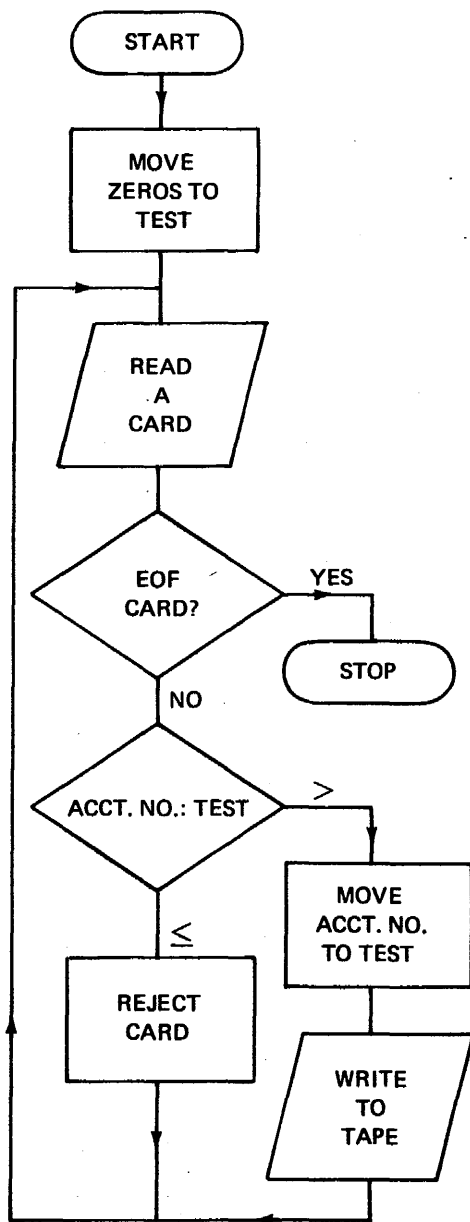 START
MOVE
ZEROS TO
TEST
READ
A
CARD
EOF
CARD?
YES
STOP
NO
ACCT. NO.: TEST
>
≤
MOVE
ACCT. NO.
TO TEST
REJECT
CARD
WRITE
TO
TAPE